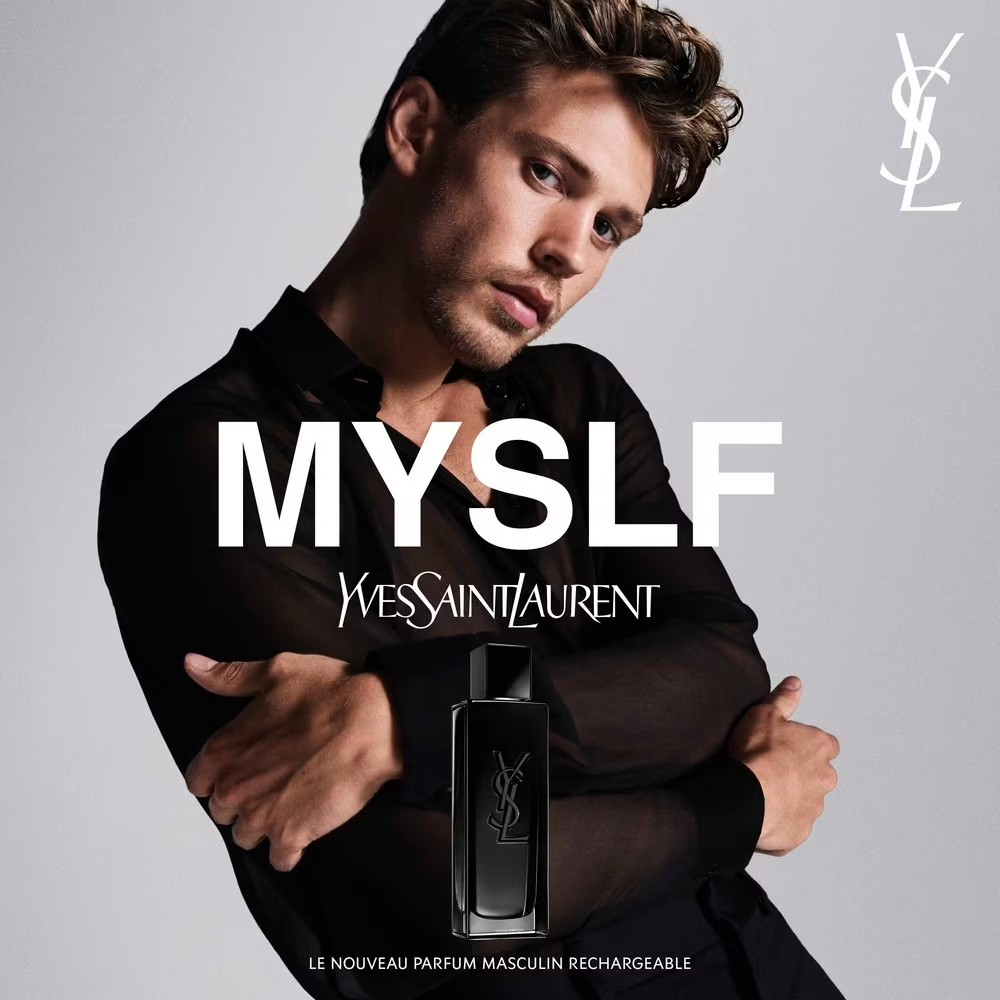 YSL
MYSLF
YVESSAINTLAURENT
YSL
LE NOUVEAU PARFUM MASCULIN RECHARGEABLE